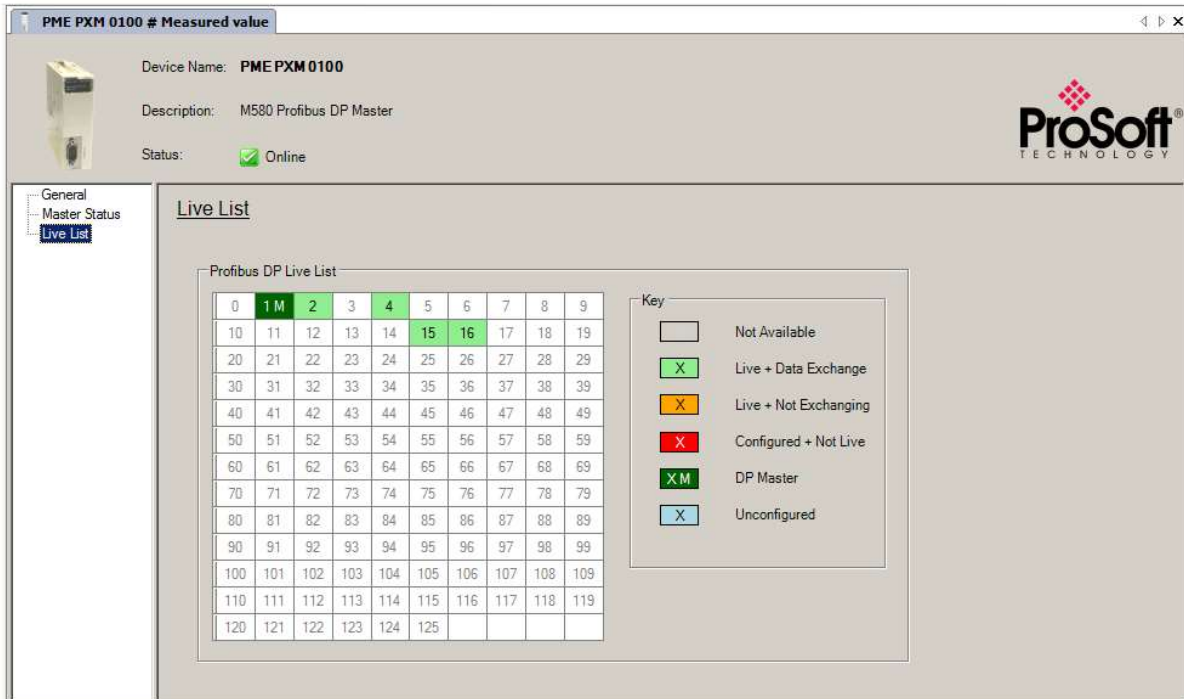 PME PXM 0100 # Measured value
Device Name: PME PXM 0100
Description: M580 Profibus DP Master
Status: Online
ProSoft®
TECHNOLOGY
General
Master Status
Live List
Live List
Profibus DP Live List
0 1 M 2 3 4 5 6 7 8 9
10 11 12 13 14 15 16 17 18 19
20 21 22 23 24 25 26 27 28 29
30 31 32 33 34 35 36 37 38 39
40 41 42 43 44 45 46 47 48 49
50 51 52 53 54 55 56 57 58 59
60 61 62 63 64 65 66 67 68 69
70 71 72 73 74 75 76 77 78 79
80 81 82 83 84 85 86 87 88 89
90 91 92 93 94 95 96 97 98 99
100 101 102 103 104 105 106 107 108 109
110 111 112 113 114 115 116 117 118 119
120 121 122 123 124 125
Key
Not Available
X Live + Data Exchange
X Live + Not Exchanging
X Configured + Not Live
X M DP Master
X Unconfigured